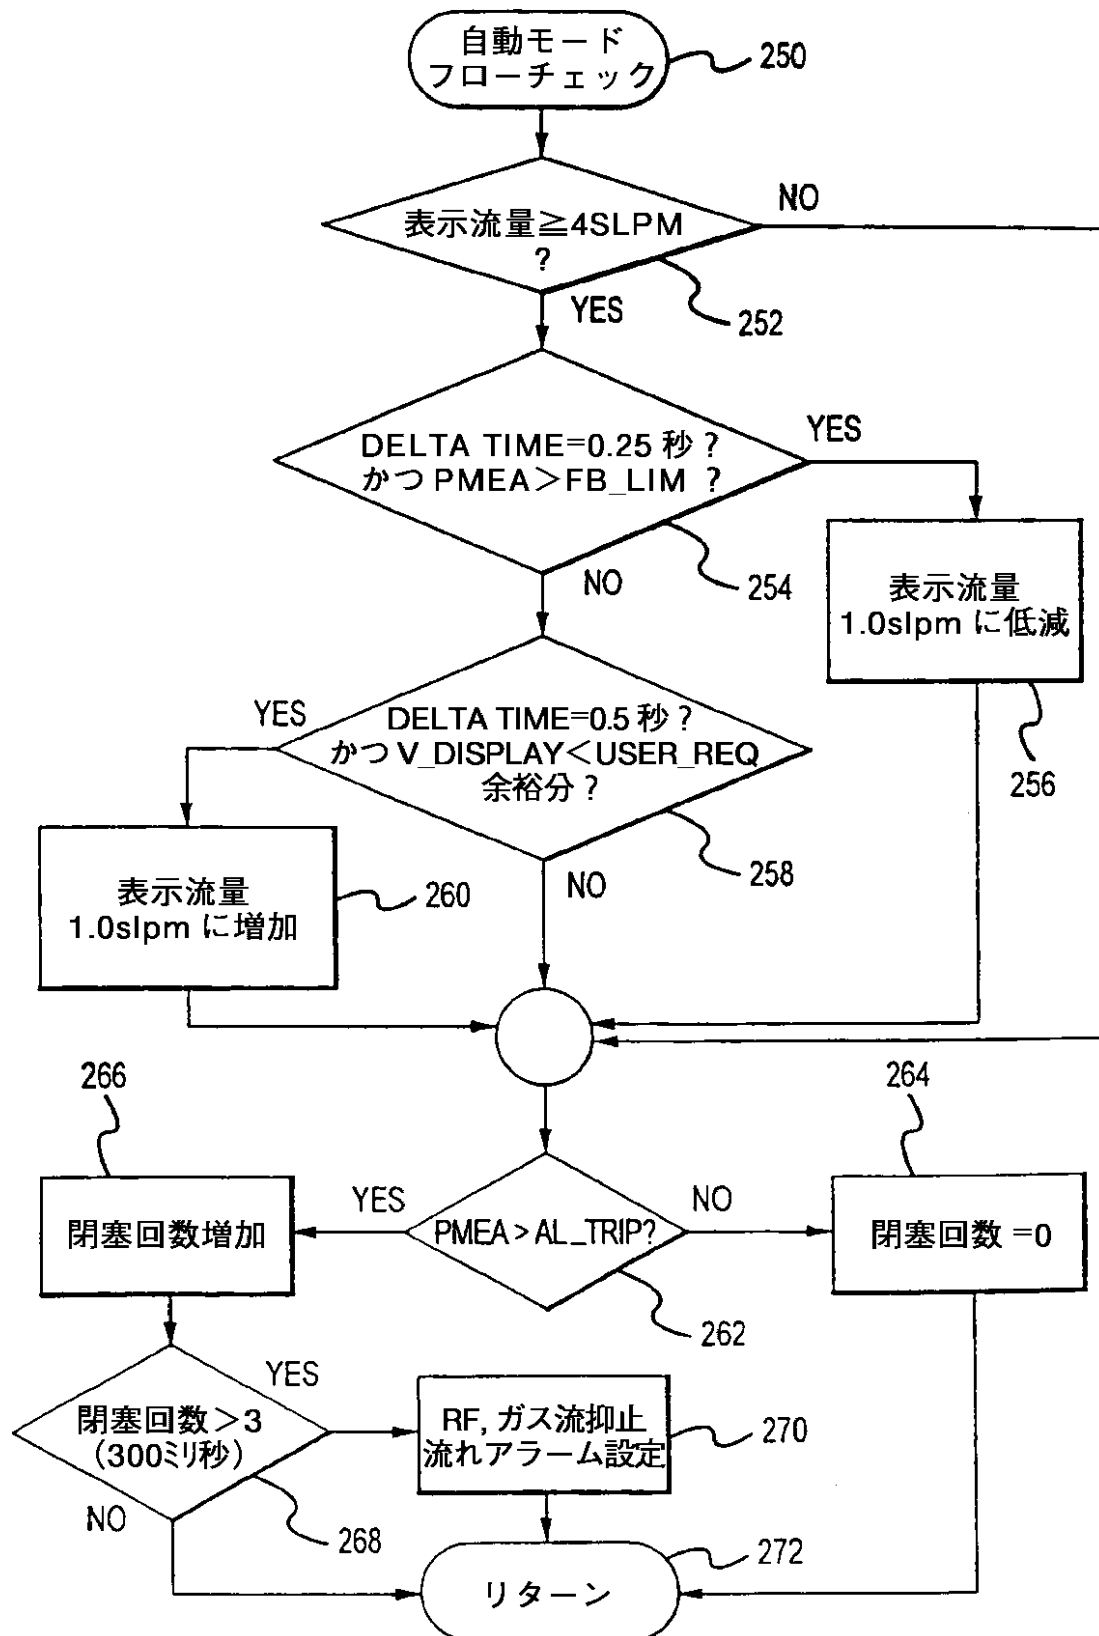 自動モード
フローチェック
250
表示流量≧4SLPM
?
NO
YES
252
DELTA TIME=0.25 秒 ?
かつ PMEA>FB_LIM ?
YES
NO
254
表示流量
1.0slpm に低減
256
DELTA TIME=0.5 秒 ?
かつ V_DISPLAY<USER_REQ
余裕分 ?
YES
NO
258
表示流量
1.0slpm に増加
260
PMEA>AL_TRIP?
YES
NO
262
266
閉塞回数増加
264
閉塞回数 =0
閉塞回数>3
(300ミリ秒)
YES
NO
268
RF, ガス流抑止
流れアラーム設定
270
リターン
272